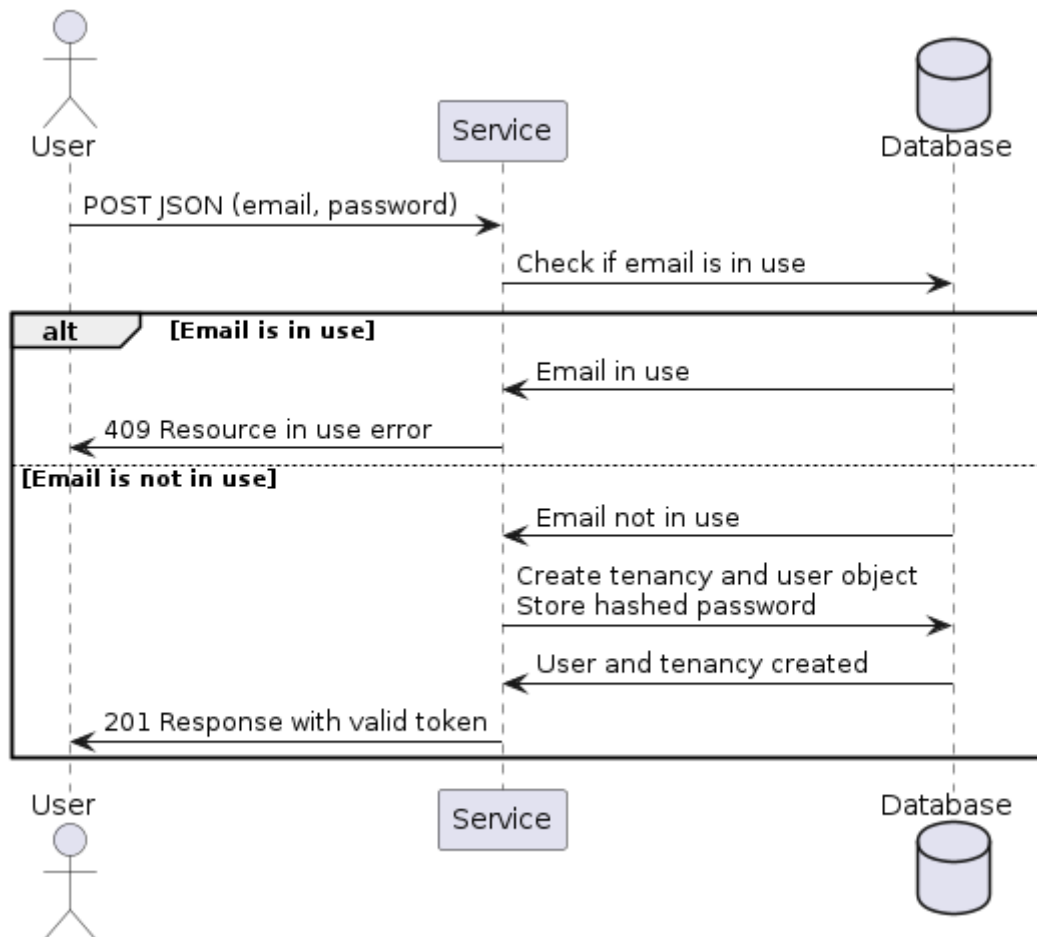 User
Service
Database
POST JSON (email, password)
Check if email is in use
alt
[Email is in use]
Email in use
409 Resource in use error
[Email is not in use]
Email not in use
Create tenancy and user object
Store hashed password
User and tenancy created
201 Response with valid token
User
Service
Database